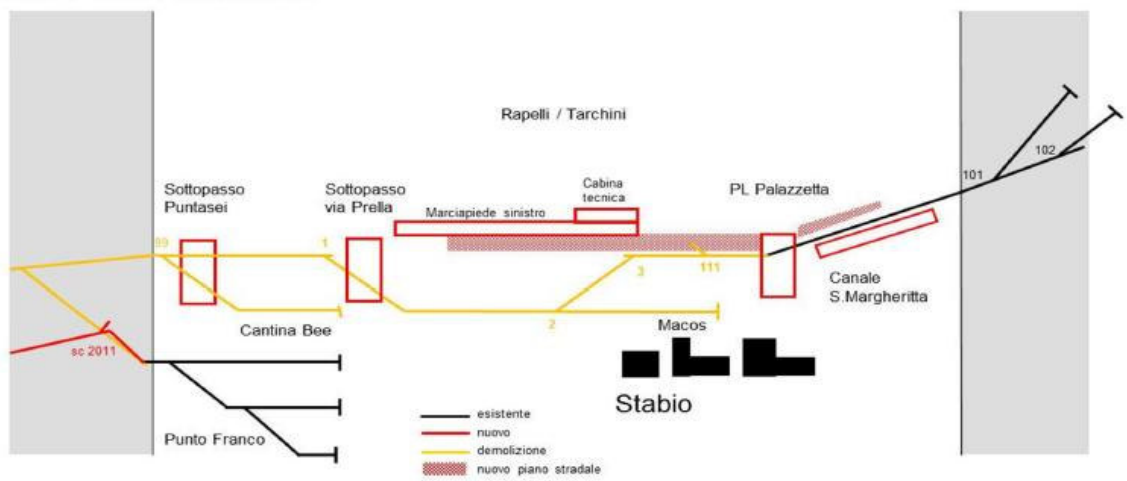 Rapelli / Tarchini
102
101
Sottopasso
Puntasei
Sottopasso
via Prella
Cabina
tecnica
PL Palazzetta
Marciapiede sinistro
99
1
3
111
Canale
S.Margheritta
Cantina Bee
2
Macos
sc 2011
Stabio
Punto Franco
esistente
nuovo
demolizione
nuovo piano stradale